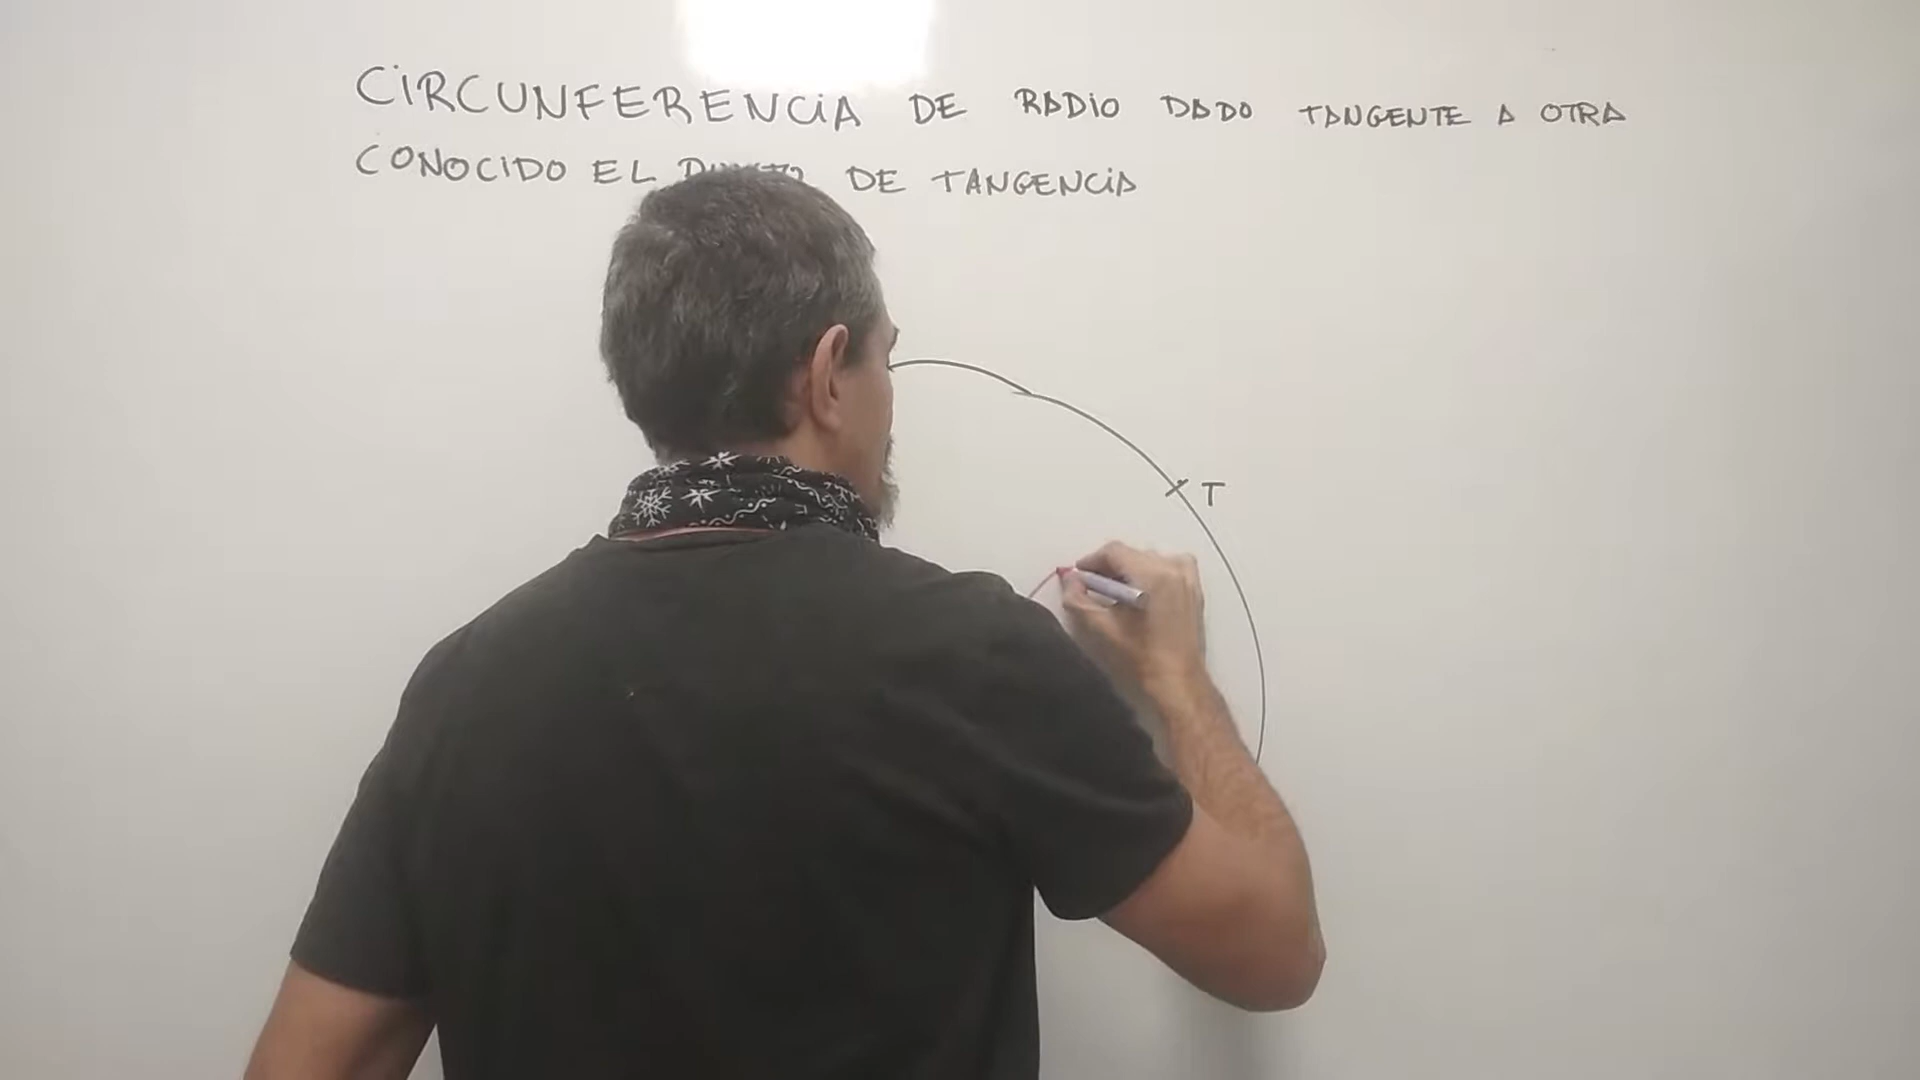 CIRCUNFERENCIA DE RADIO DADO TANGENTE A OTRA
CONOCIDO EL DE TANGENCIA
T